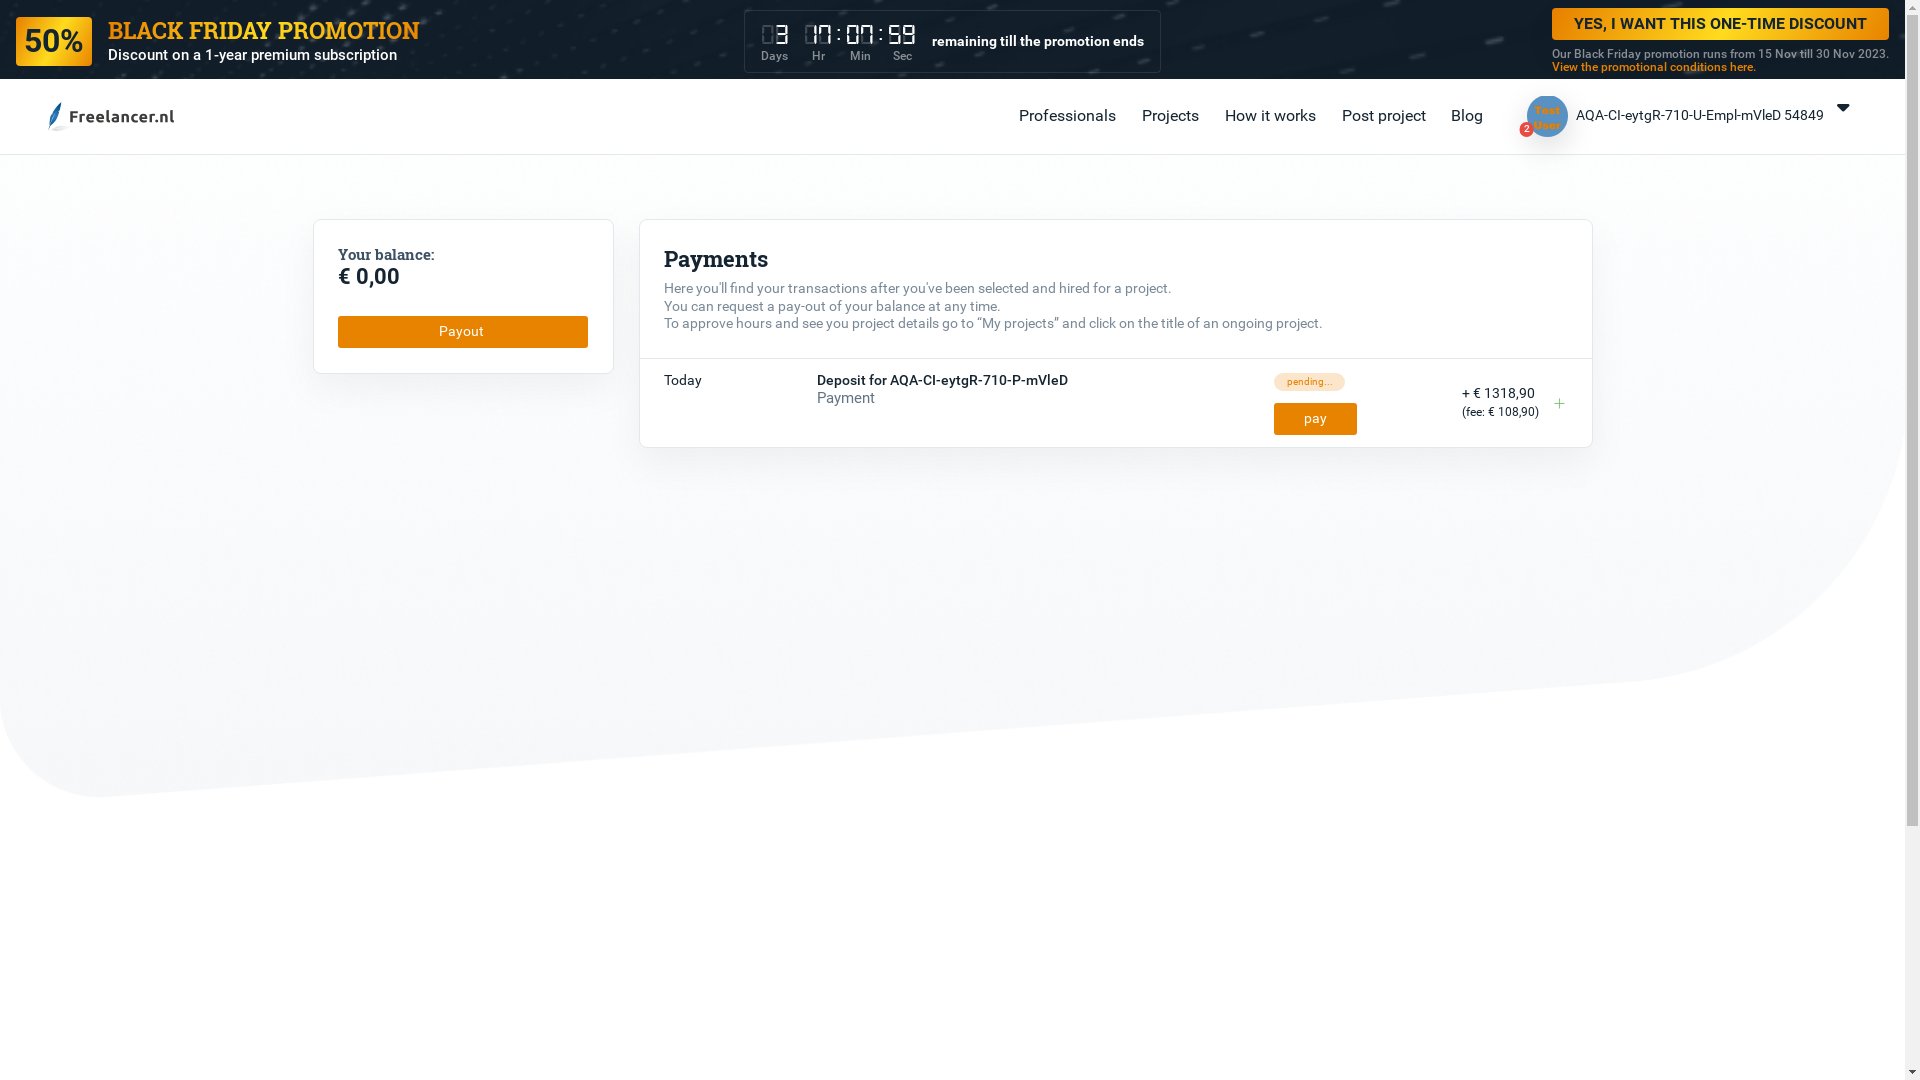 50%
BLACK FRIDAY PROMOTION
Discount on a 1-year premium subscription
3 17:07:59
Days Hr Min Sec
remaining till the promotion ends
YES, I WANT THIS ONE-TIME DISCOUNT
Our Black Friday promotion runs from 15 Nov till 30 Nov 2023.
View the promotional conditions here.
Freelancer.nl
Professionals
Projects
How it works
Post project
Blog
Test
User
2
AQA-CI-eytgR-710-U-Empl-mVleD 54849
Your balance:
€ 0,00
Payout
Payments
Here you'll find your transactions after you've been selected and hired for a project.
You can request a pay-out of your balance at any time.
To approve hours and see you project details go to “My projects” and click on the title of an ongoing project.
Today
Deposit for AQA-CI-eytgR-710-P-mVleD
Payment
pending...
pay
+ € 1318,90
(fee: € 108,90)
+